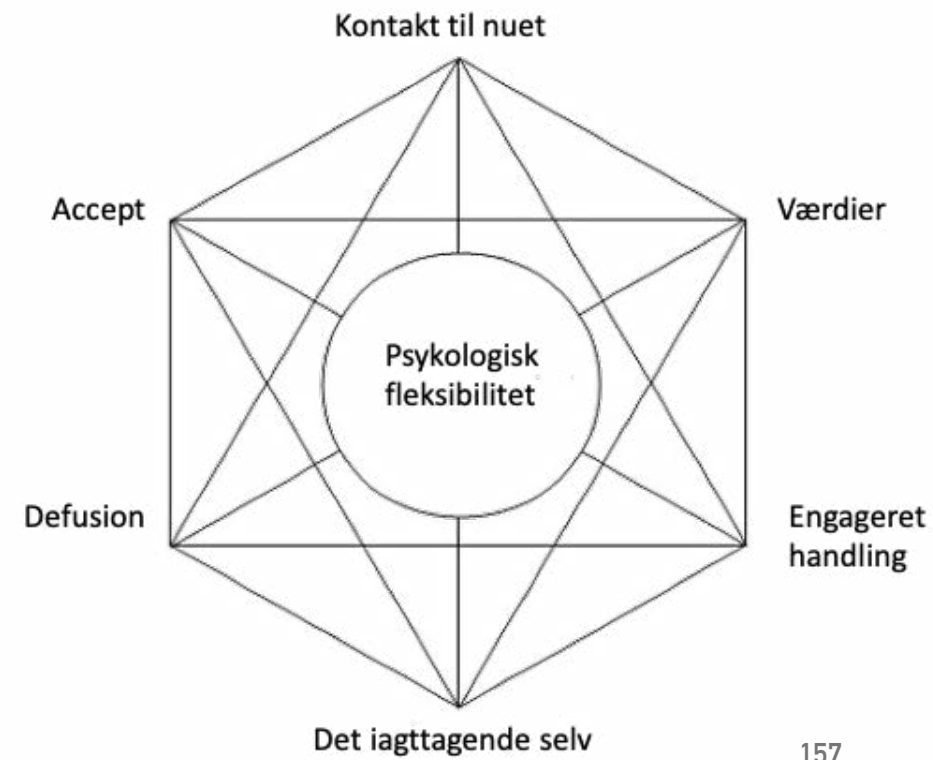 Kontakt til nuet
Accept
Værdier
Psykologisk
fleksibilitet
Defusion
Engageret
handling
Det iagttagende selv
157